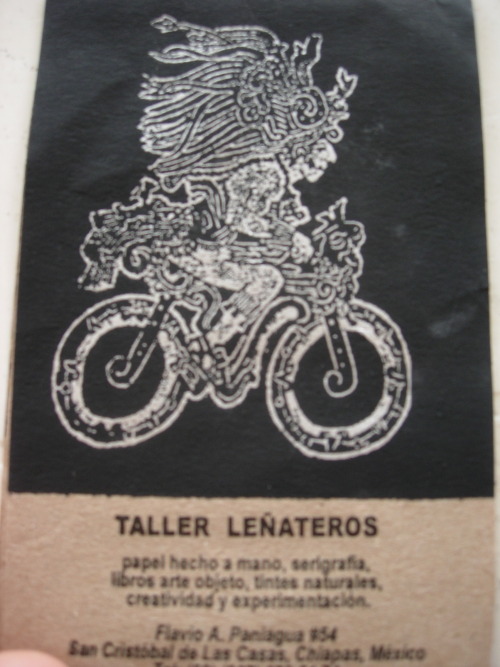 TALLER LEÑATEROS
papel hecho a mano, serigrafia,
libros arte objeto, tintes naturales,
creatividad y experimentación.
Flavio A. Paniagua #54
San Cristóbal de Las Casas, Chiapas, México